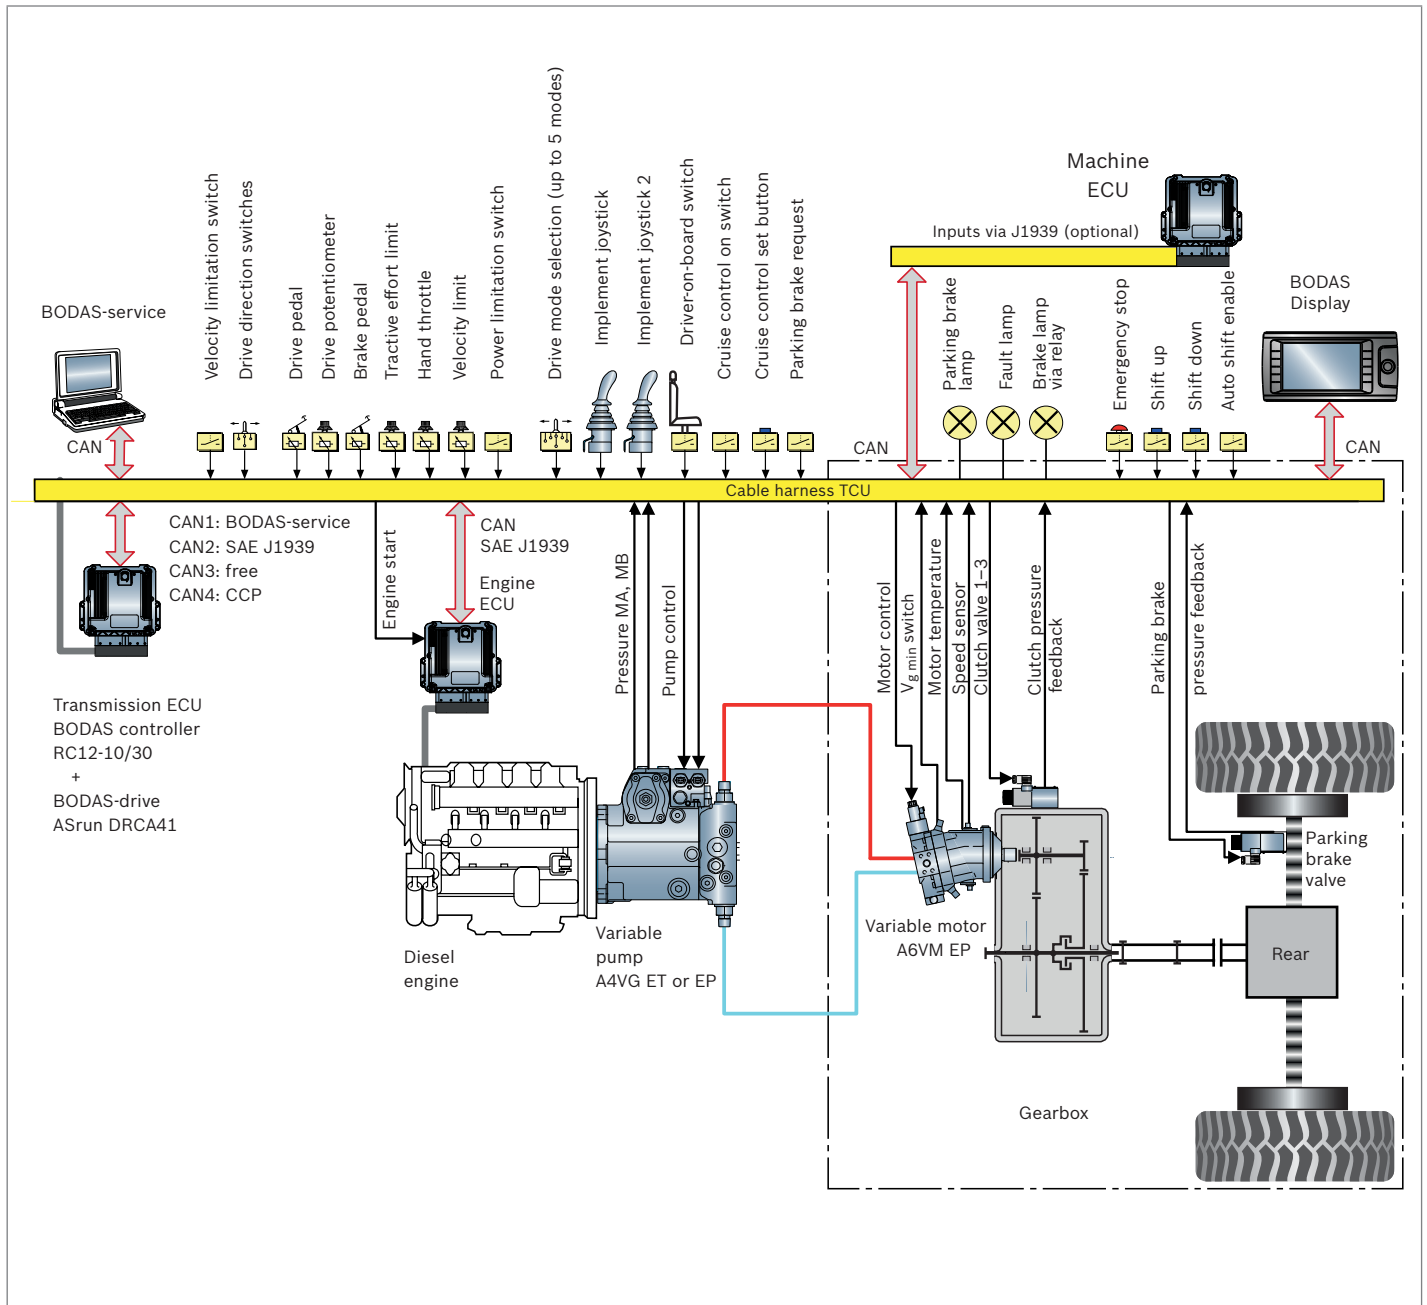 Velocity limitation switch
Drive direction switches
Drive pedal
Drive potentiometer
Brake pedal
Tractive effort limit
Hand throttle
Velocity limit
Power limitation switch
Drive mode selection (up to 5 modes)
Implement joystick
Implement joystick 2
Driver-on-board switch
Cruise control on switch
Cruise control set button
Parking brake request
Machine
ECU
Inputs via J1939 (optional)
BODAS-service
CAN
CAN
Parking brake
lamp
Fault lamp
Brake lamp
via relay
Emergency stop
Shift up
Shift down
Auto shift enable
BODAS
Display
CAN
Cable harness TCU
CAN1: BODAS-service
CAN2: SAE J1939
CAN3: free
CAN4: CCP
Engine start
CAN
SAE J1939
Engine
ECU
Pressure MA, MB
Pump control
Motor control
Vg min switch
Motor temperature
Speed sensor
Clutch valve 1–3
Clutch pressure
feedback
Parking brake
pressure feedback
Transmission ECU
BODAS controller
RC12-10/30
+
BODAS-drive
ASrun DRCA41
Diesel
engine
Variable
pump
A4VG ET or EP
Variable motor
A6VM EP
Parking
brake
valve
Rear
Gearbox